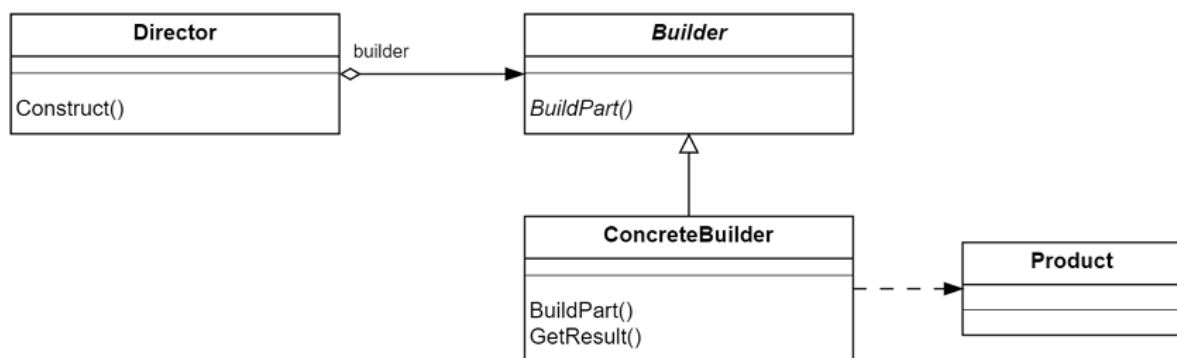 Director
Construct()
builder
Builder
BuildPart()
ConcreteBuilder
BuildPart()
GetResult()
Product